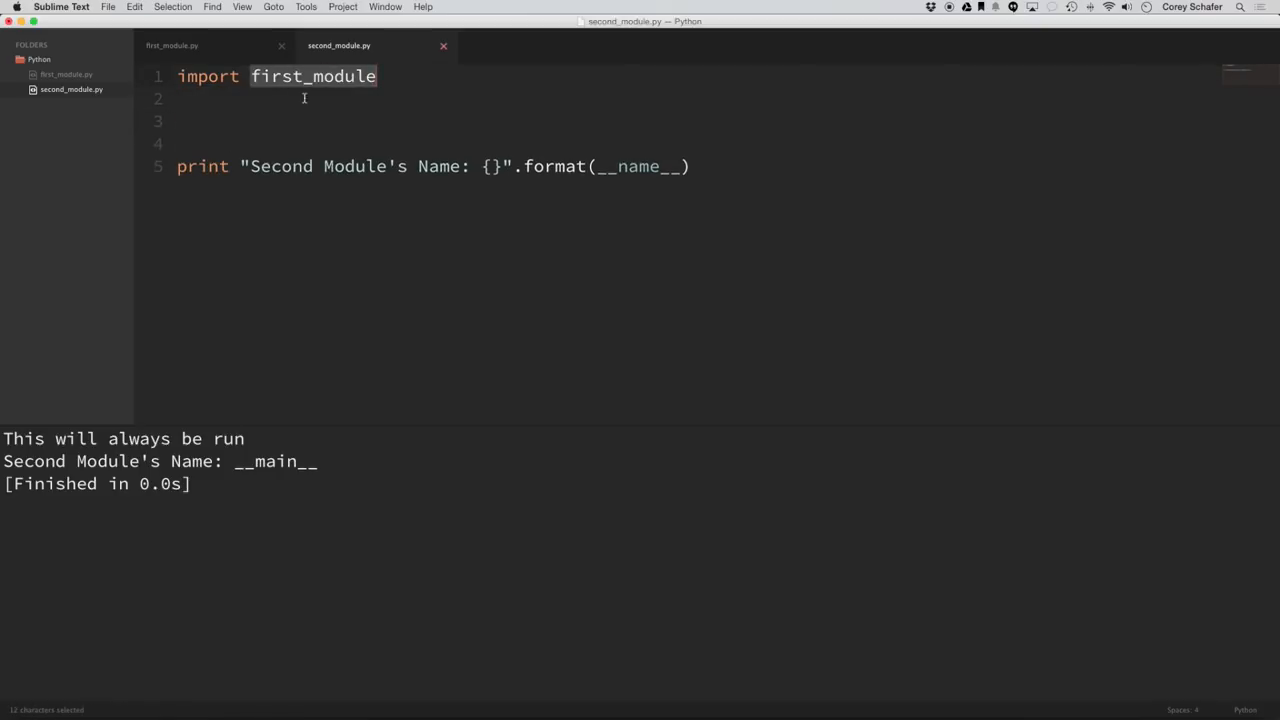 Sublime Text File Edit Selection Find View Goto Tools Project Window Help Corey Schafer
second_module.py — Python
FOLDERS
Python
first_module.py
second_module.py
first_module.py second_module.py
1 import first_module
2
3
4
5 print "Second Module's Name: {}".format(__name__)
This will always be run
Second Module's Name: __main__
[Finished in 0.0s]
12 characters selected Spaces: 4 Python